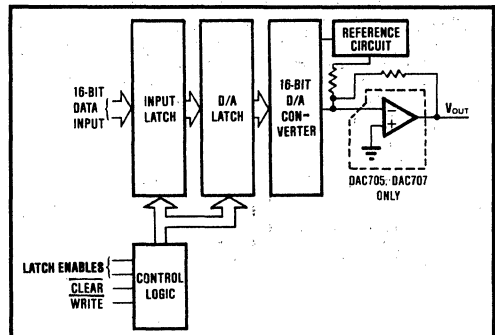 REFERENCE
CIRCUIT
16-BIT
DATA
INPUT
INPUT
LATCH
D/A
LATCH
16-BIT
D/A
CON-
VERTER
−
+
VOUT
DAC705, DAC707
ONLY
LATCH ENABLES
CLEAR
WRITE
CONTROL
LOGIC